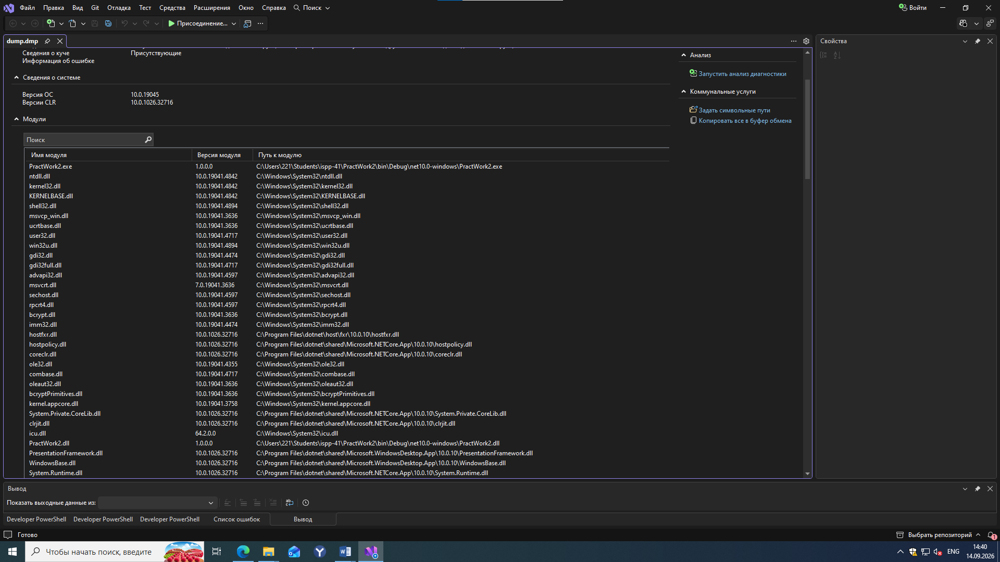 Файл Правка Вид Git Отладка Тест Средства Расширения Окно Справка Поиск Войти
Присоединение...
dump.dmp
Свойства
Сведения о куче Присутствующие
Информация об ошибке
Сведения о системе
Версия ОС 10.0.19045
Версии CLR 10.0.1026.32716
Модули
Поиск
Имя модуля Версия модуля Путь к модулю
PractWork2.exe 1.0.0.0 C:\Users\221\Students\ispp-41\PractWork2\bin\Debug\net10.0-windows\PractWork2.exe
ntdll.dll 10.0.19041.4842 C:\Windows\System32\ntdll.dll
kernel32.dll 10.0.19041.4842 C:\Windows\System32\kernel32.dll
KERNELBASE.dll 10.0.19041.4842 C:\Windows\System32\KERNELBASE.dll
shell32.dll 10.0.19041.4894 C:\Windows\System32\shell32.dll
msvcp_win.dll 10.0.19041.3636 C:\Windows\System32\msvcp_win.dll
ucrtbase.dll 10.0.19041.3636 C:\Windows\System32\ucrtbase.dll
user32.dll 10.0.19041.4717 C:\Windows\System32\user32.dll
win32u.dll 10.0.19041.4894 C:\Windows\System32\win32u.dll
gdi32.dll 10.0.19041.4474 C:\Windows\System32\gdi32.dll
gdi32full.dll 10.0.19041.4717 C:\Windows\System32\gdi32full.dll
advapi32.dll 10.0.19041.4597 C:\Windows\System32\advapi32.dll
msvcrt.dll 7.0.19041.3636 C:\Windows\System32\msvcrt.dll
sechost.dll 10.0.19041.4597 C:\Windows\System32\sechost.dll
rpcrt4.dll 10.0.19041.4597 C:\Windows\System32\rpcrt4.dll
bcrypt.dll 10.0.19041.3636 C:\Windows\System32\bcrypt.dll
imm32.dll 10.0.19041.4474 C:\Windows\System32\imm32.dll
hostfxr.dll 10.0.1026.32716 C:\Program Files\dotnet\host\fxr\10.0.10\hostfxr.dll
hostpolicy.dll 10.0.1026.32716 C:\Program Files\dotnet\shared\Microsoft.NETCore.App\10.0.10\hostpolicy.dll
coreclr.dll 10.0.1026.32716 C:\Program Files\dotnet\shared\Microsoft.NETCore.App\10.0.10\coreclr.dll
ole32.dll 10.0.19041.4355 C:\Windows\System32\ole32.dll
combase.dll 10.0.19041.4717 C:\Windows\System32\combase.dll
oleaut32.dll 10.0.19041.3636 C:\Windows\System32\oleaut32.dll
bcryptPrimitives.dll 10.0.19041.3636 C:\Windows\System32\bcryptPrimitives.dll
kernel.appcore.dll 10.0.19041.3758 C:\Windows\System32\kernel.appcore.dll
System.Private.CoreLib.dll 10.0.1026.32716 C:\Program Files\dotnet\shared\Microsoft.NETCore.App\10.0.10\System.Private.CoreLib.dll
clrjit.dll 10.0.1026.32716 C:\Program Files\dotnet\shared\Microsoft.NETCore.App\10.0.10\clrjit.dll
icu.dll 64.2.0.0 C:\Windows\System32\icu.dll
PractWork2.dll 1.0.0.0 C:\Users\221\Students\ispp-41\PractWork2\bin\Debug\net10.0-windows\PractWork2.dll
PresentationFramework.dll 10.0.1026.32716 C:\Program Files\dotnet\shared\Microsoft.WindowsDesktop.App\10.0.10\PresentationFramework.dll
WindowsBase.dll 10.0.1026.32716 C:\Program Files\dotnet\shared\Microsoft.WindowsDesktop.App\10.0.10\WindowsBase.dll
System.Runtime.dll 10.0.1026.32716 C:\Program Files\dotnet\shared\Microsoft.NETCore.App\10.0.10\System.Runtime.dll
Анализ
Запустить анализ диагностики
Коммунальные услуги
Задать символьные пути
Копировать все в буфер обмена
Вывод
Показать выходные данные из:
Developer PowerShell Developer PowerShell Developer PowerShell Список ошибок Вывод
Готово Выбрать репозиторий 1
Чтобы начать поиск, введите
ENG
14:40
14.09.2026